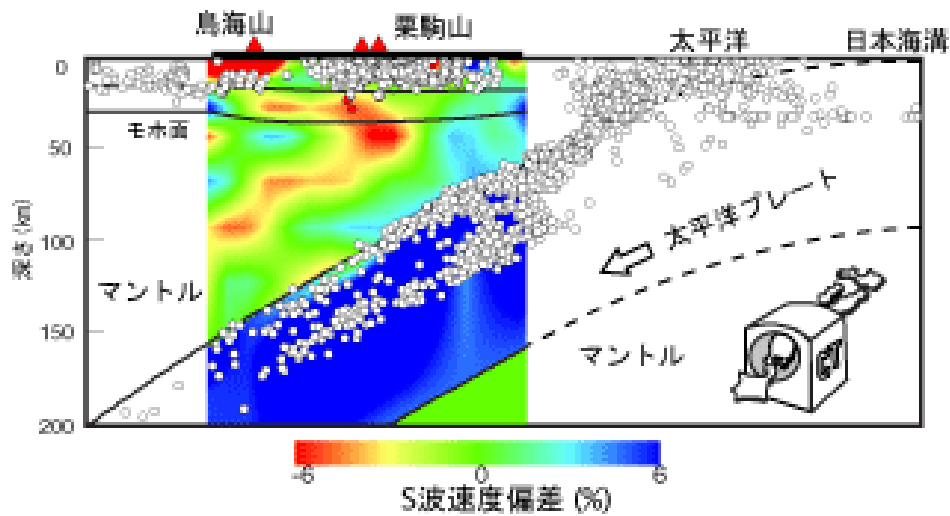 鳥海山
栗駒山
太平洋
日本海溝
0
50
100
150
200
深さ (km)
モホ面
マントル
太平洋プレート
マントル
CT
-6
0
6
S波速度偏差 (%)